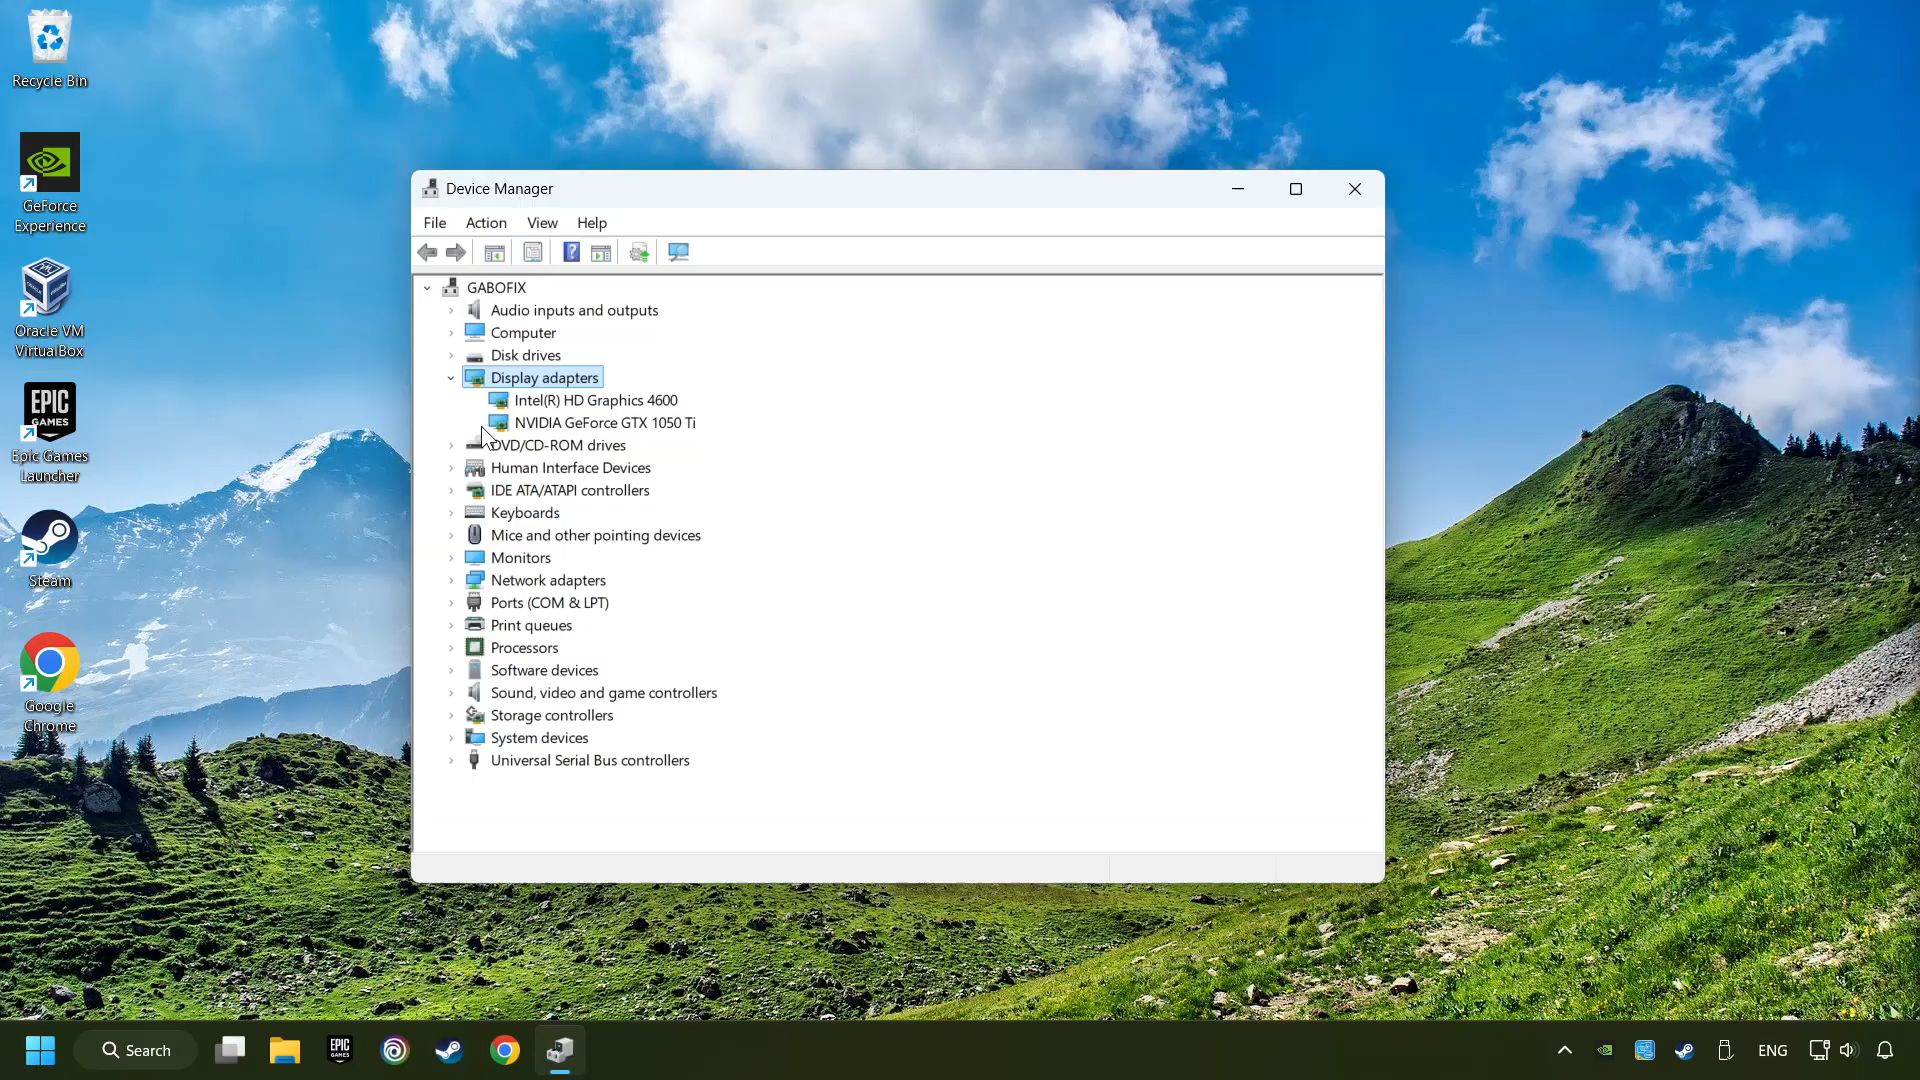 Recycle Bin
GeForce
Experience
Oracle VM
VirtualBox
EPIC
GAMES
Epic Games
Launcher
Steam
Google
Chrome
Device Manager
File Action View Help
GABOFIX
Audio inputs and outputs
Computer
Disk drives
Display adapters
Intel(R) HD Graphics 4600
NVIDIA GeForce GTX 1050 Ti
DVD/CD-ROM drives
Human Interface Devices
IDE ATA/ATAPI controllers
Keyboards
Mice and other pointing devices
Monitors
Network adapters
Ports (COM & LPT)
Print queues
Processors
Software devices
Sound, video and game controllers
Storage controllers
System devices
Universal Serial Bus controllers
Search
EPIC
GAMES
ENG